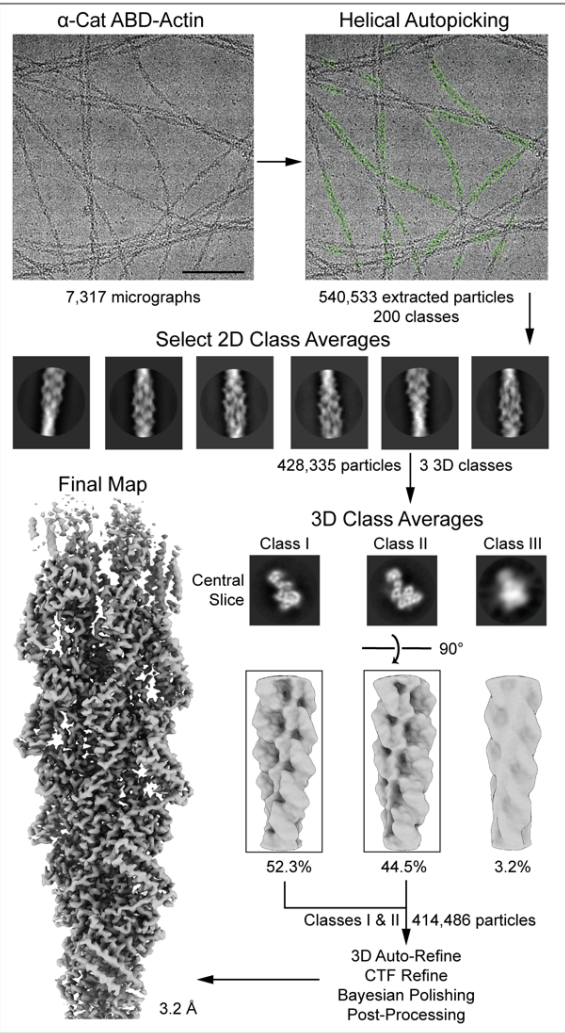 α-Cat ABD-Actin
Helical Autopicking
7,317 micrographs
540,533 extracted particles
200 classes
Select 2D Class Averages
428,335 particles
3 3D classes
Final Map
3D Class Averages
Class I
Class II
Class III
Central
Slice
90°
52.3%
44.5%
3.2%
Classes I & II
414,486 particles
3D Auto-Refine
CTF Refine
Bayesian Polishing
Post-Processing
3.2 Å